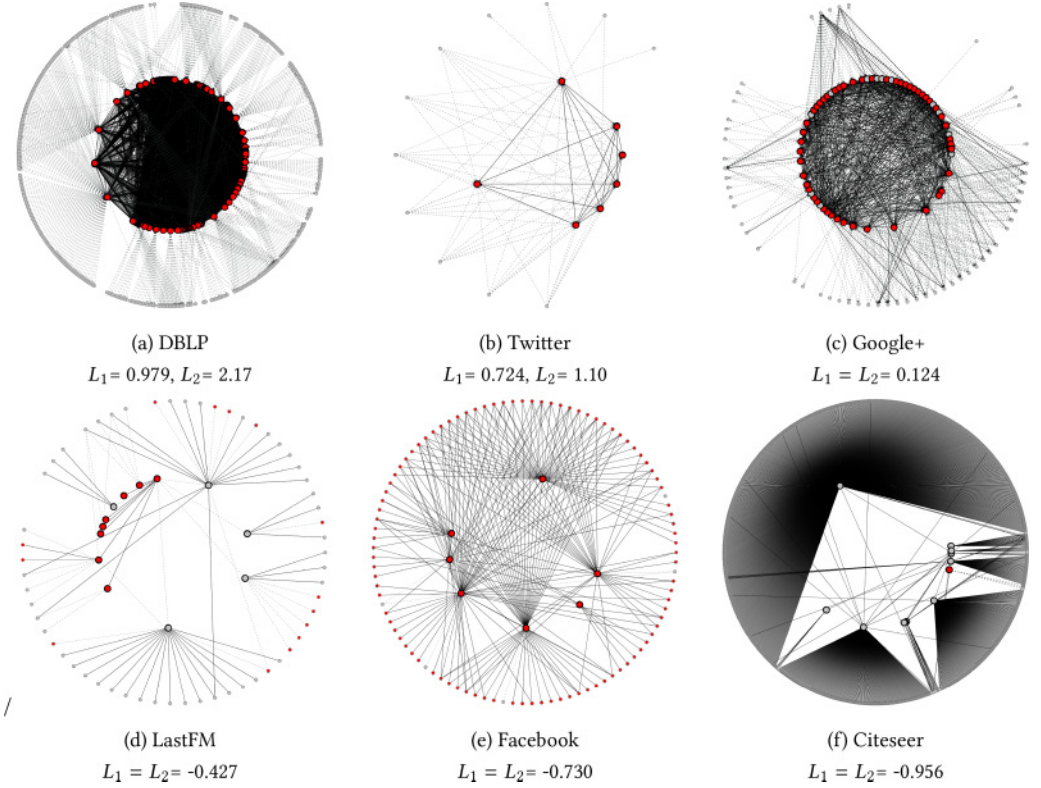 (a) DBLP
(b) Twitter
(c) Google+
L₁= 0.979, L₂= 2.17
L₁= 0.724, L₂= 1.10
L₁ = L₂= 0.124
/
(d) LastFM
(e) Facebook
(f) Citeseer
L₁ = L₂= -0.427
L₁ = L₂= -0.730
L₁ = L₂= -0.956